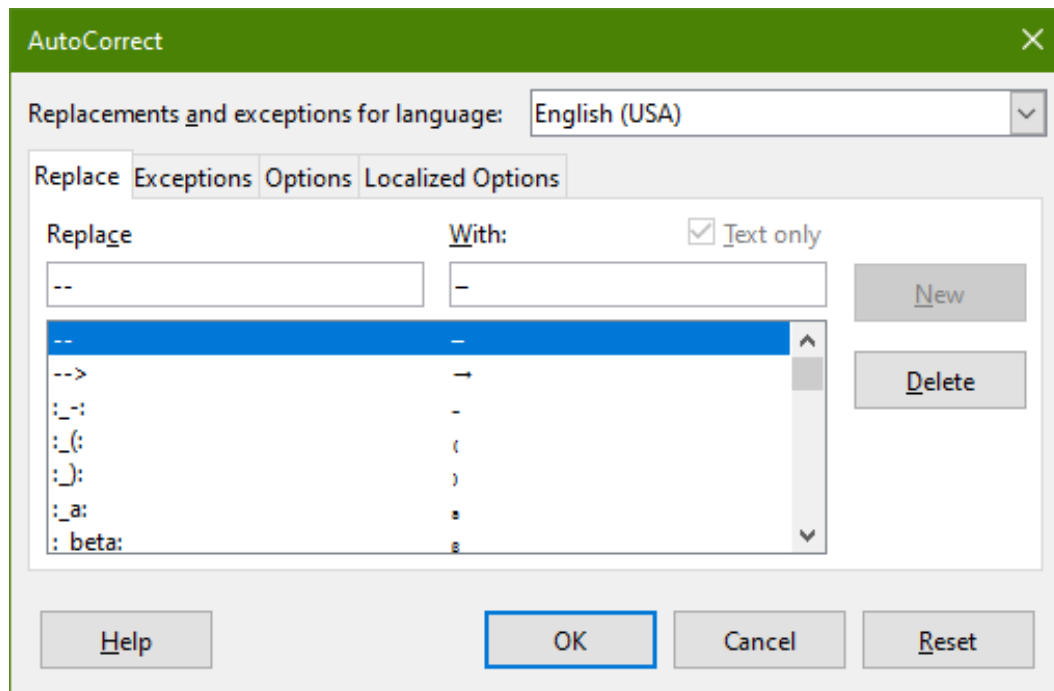 AutoCorrect
Replacements and exceptions for language: English (USA)
Replace Exceptions Options Localized Options
Replace With: Text only
-- –
New
-- –
--> →
Delete
:_-: ₋
:_(: ₍
:_): ₎
:_a: ₐ
:_beta: ᵦ
Help OK Cancel Reset